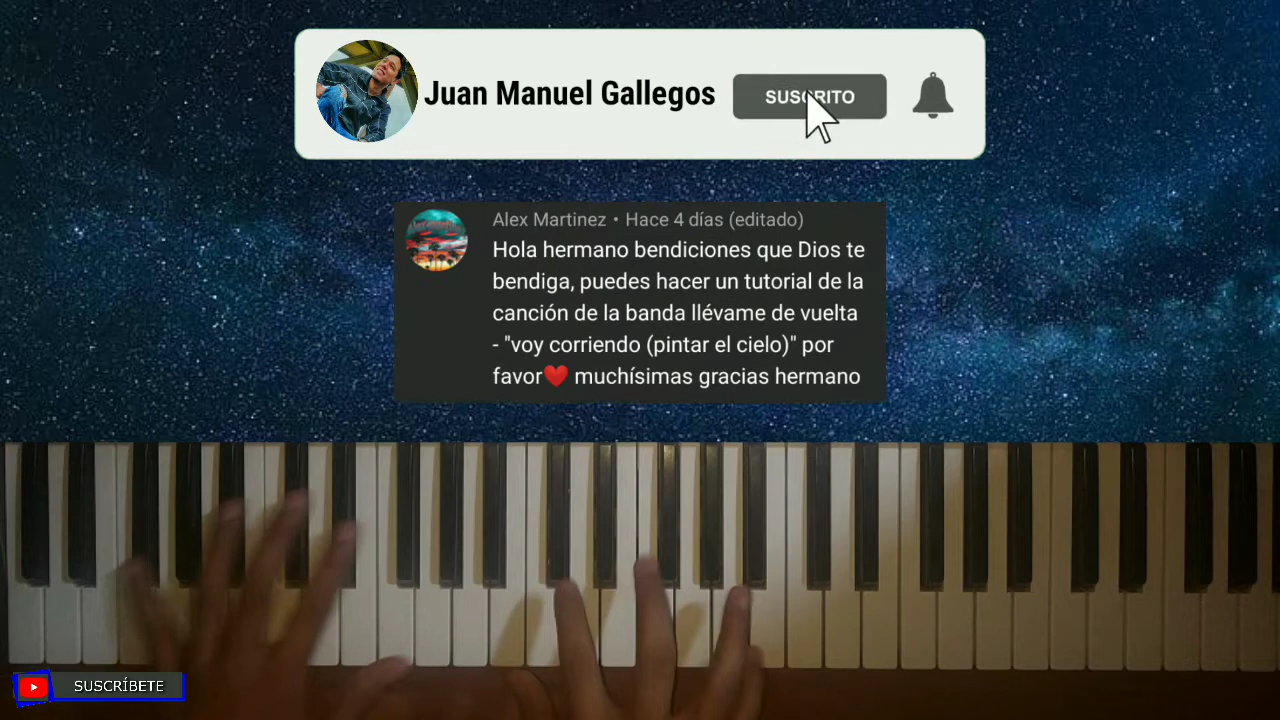 Juan Manuel Gallegos
SUSCRITO
Alex Martinez • Hace 4 días (editado)
Hola hermano bendiciones que Dios te
bendiga, puedes hacer un tutorial de la
canción de la banda llévame de vuelta
- "voy corriendo (pintar el cielo)" por
favor❤️ muchísimas gracias hermano
SUSCRÍBETE